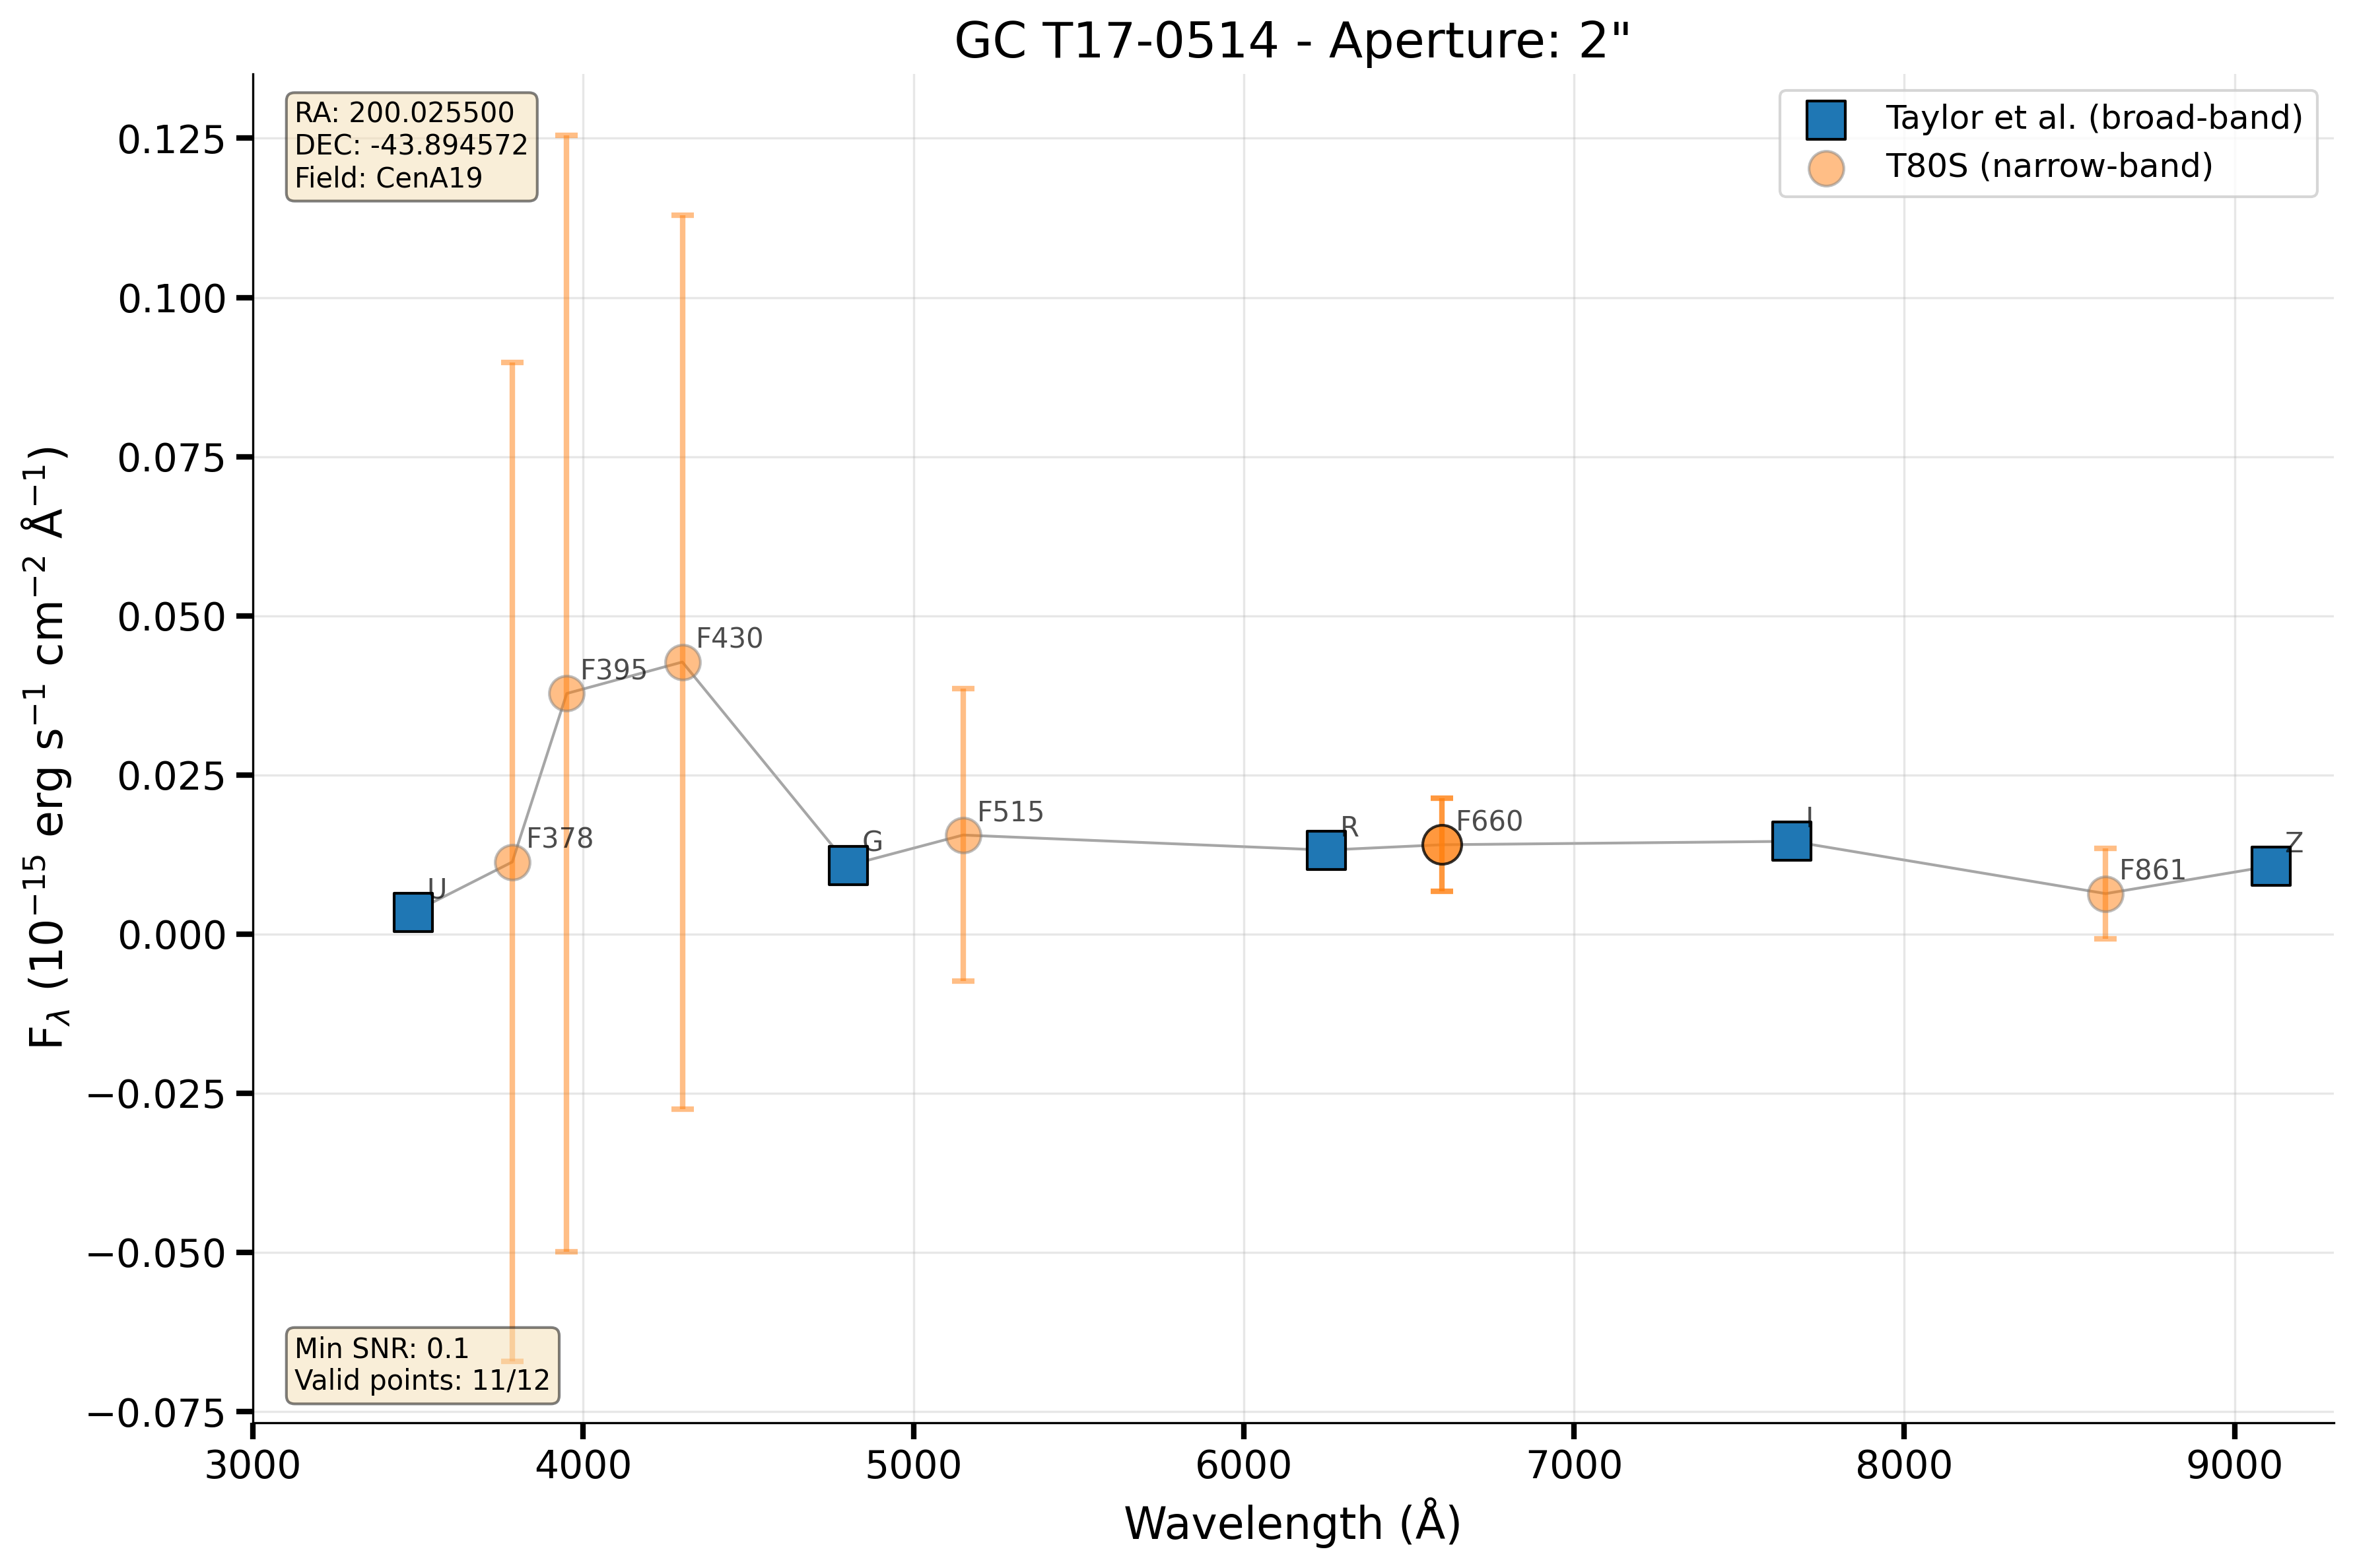 GC T17-0514 - Aperture: 2"
RA: 200.025500
DEC: -43.894572
Field: CenA19
Taylor et al. (broad-band)
T80S (narrow-band)
0.125
0.100
0.075
0.050
0.025
0.000
−0.025
−0.050
−0.075
F_λ (10⁻¹⁵ erg s⁻¹ cm⁻² Å⁻¹)
U
F378
F395
F430
G
F515
R
F660
I
F861
Z
Min SNR: 0.1
Valid points: 11/12
3000
4000
5000
6000
7000
8000
9000
Wavelength (Å)